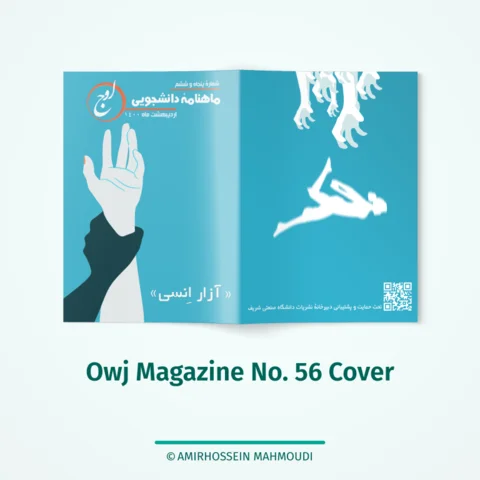 شمارهٔ پنجاه و ششم
ماهنامهٔ دانشجویی
اوج
اردیبهشت ماه ۱۴۰۰
« آزار اِنسی »
تحت حمایت و پشتیبانی دبیرخانهٔ نشریات دانشگاه صنعتی شریف
Owj Magazine No. 56 Cover
© AMIRHOSSEIN MAHMOUDI